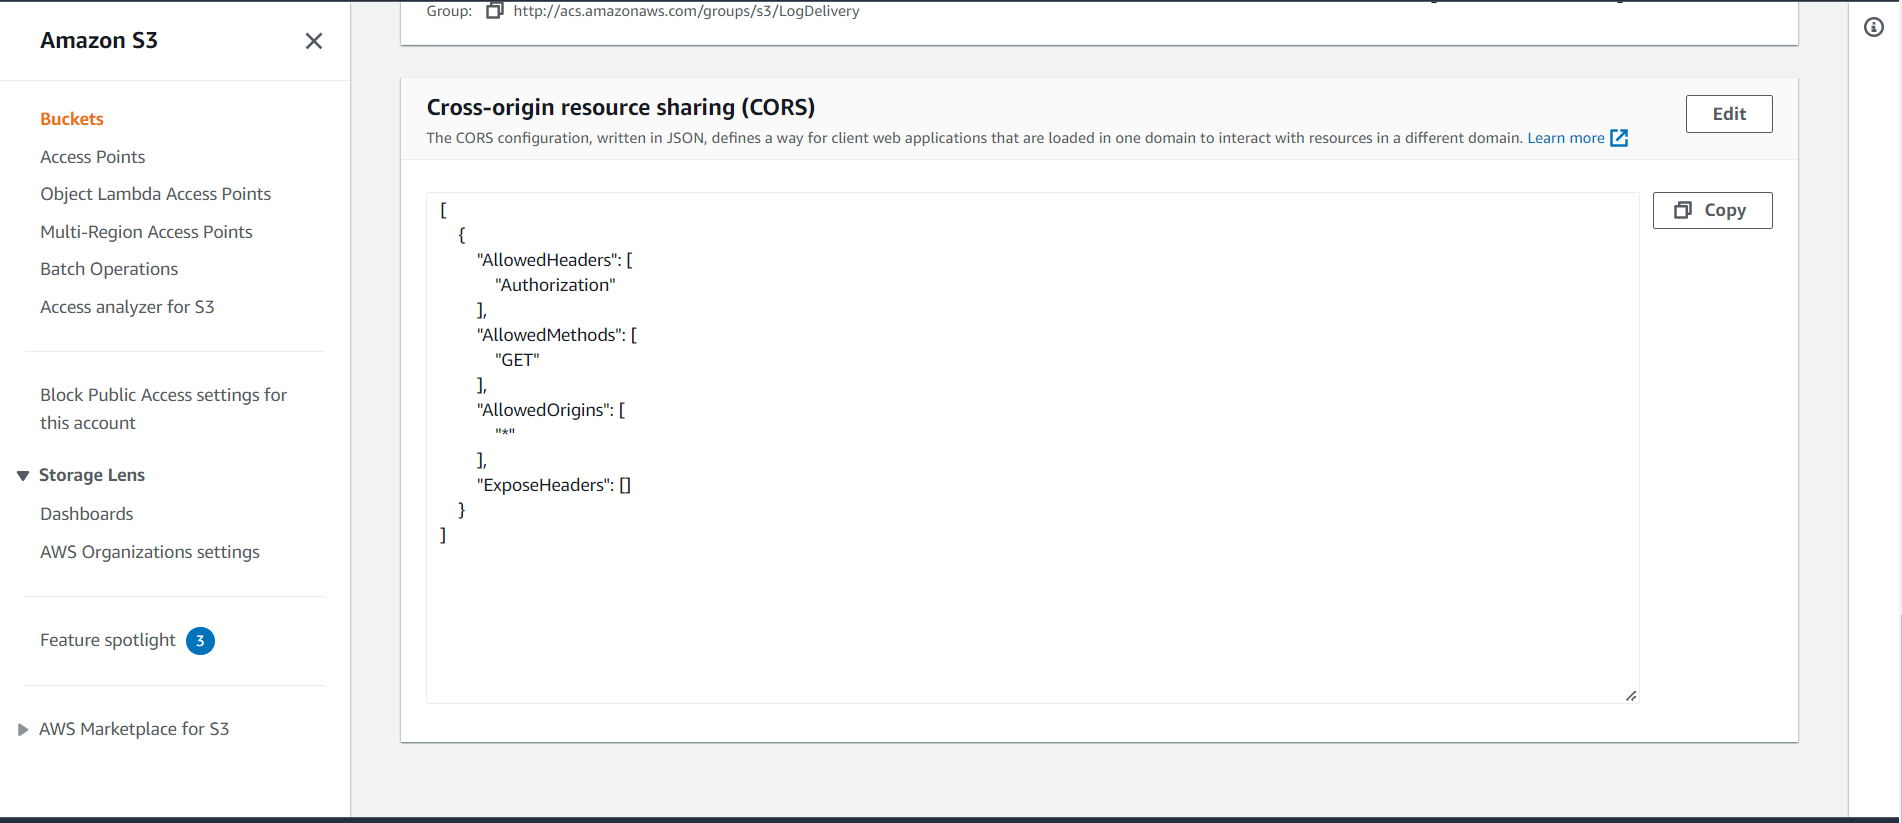 Amazon S3
Buckets
Access Points
Object Lambda Access Points
Multi-Region Access Points
Batch Operations
Access analyzer for S3
Block Public Access settings for
this account
Storage Lens
Dashboards
AWS Organizations settings
Feature spotlight 3
AWS Marketplace for S3
Group: http://acs.amazonaws.com/groups/s3/LogDelivery
Cross-origin resource sharing (CORS)
Edit
The CORS configuration, written in JSON, defines a way for client web applications that are loaded in one domain to interact with resources in a different domain. Learn more
Copy
[
{
"AllowedHeaders": [
"Authorization"
],
"AllowedMethods": [
"GET"
],
"AllowedOrigins": [
"*"
],
"ExposeHeaders": []
}
]